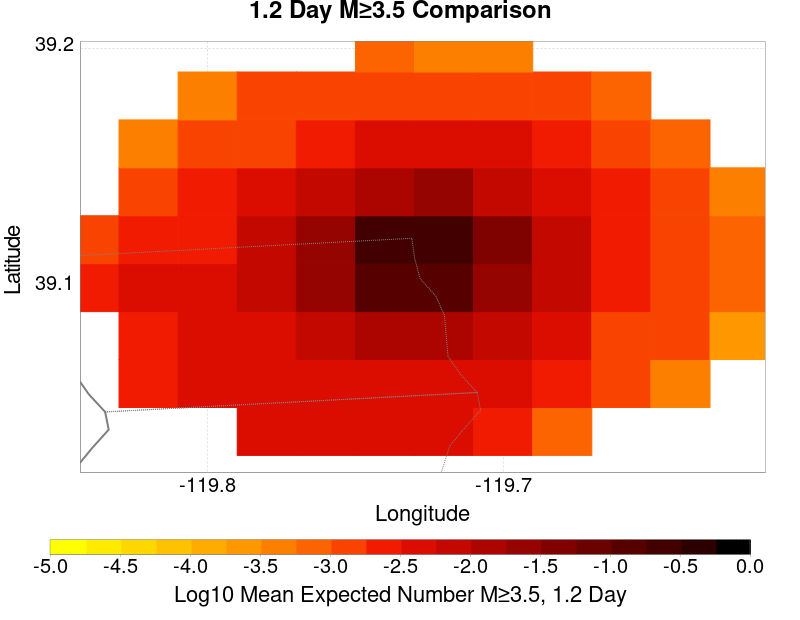 1.2 Day M≥3.5 Comparison
39.2
39.1
Latitude
-119.8 -119.7
Longitude
-5.0 -4.5 -4.0 -3.5 -3.0 -2.5 -2.0 -1.5 -1.0 -0.5 0.0
Log10 Mean Expected Number M≥3.5, 1.2 Day